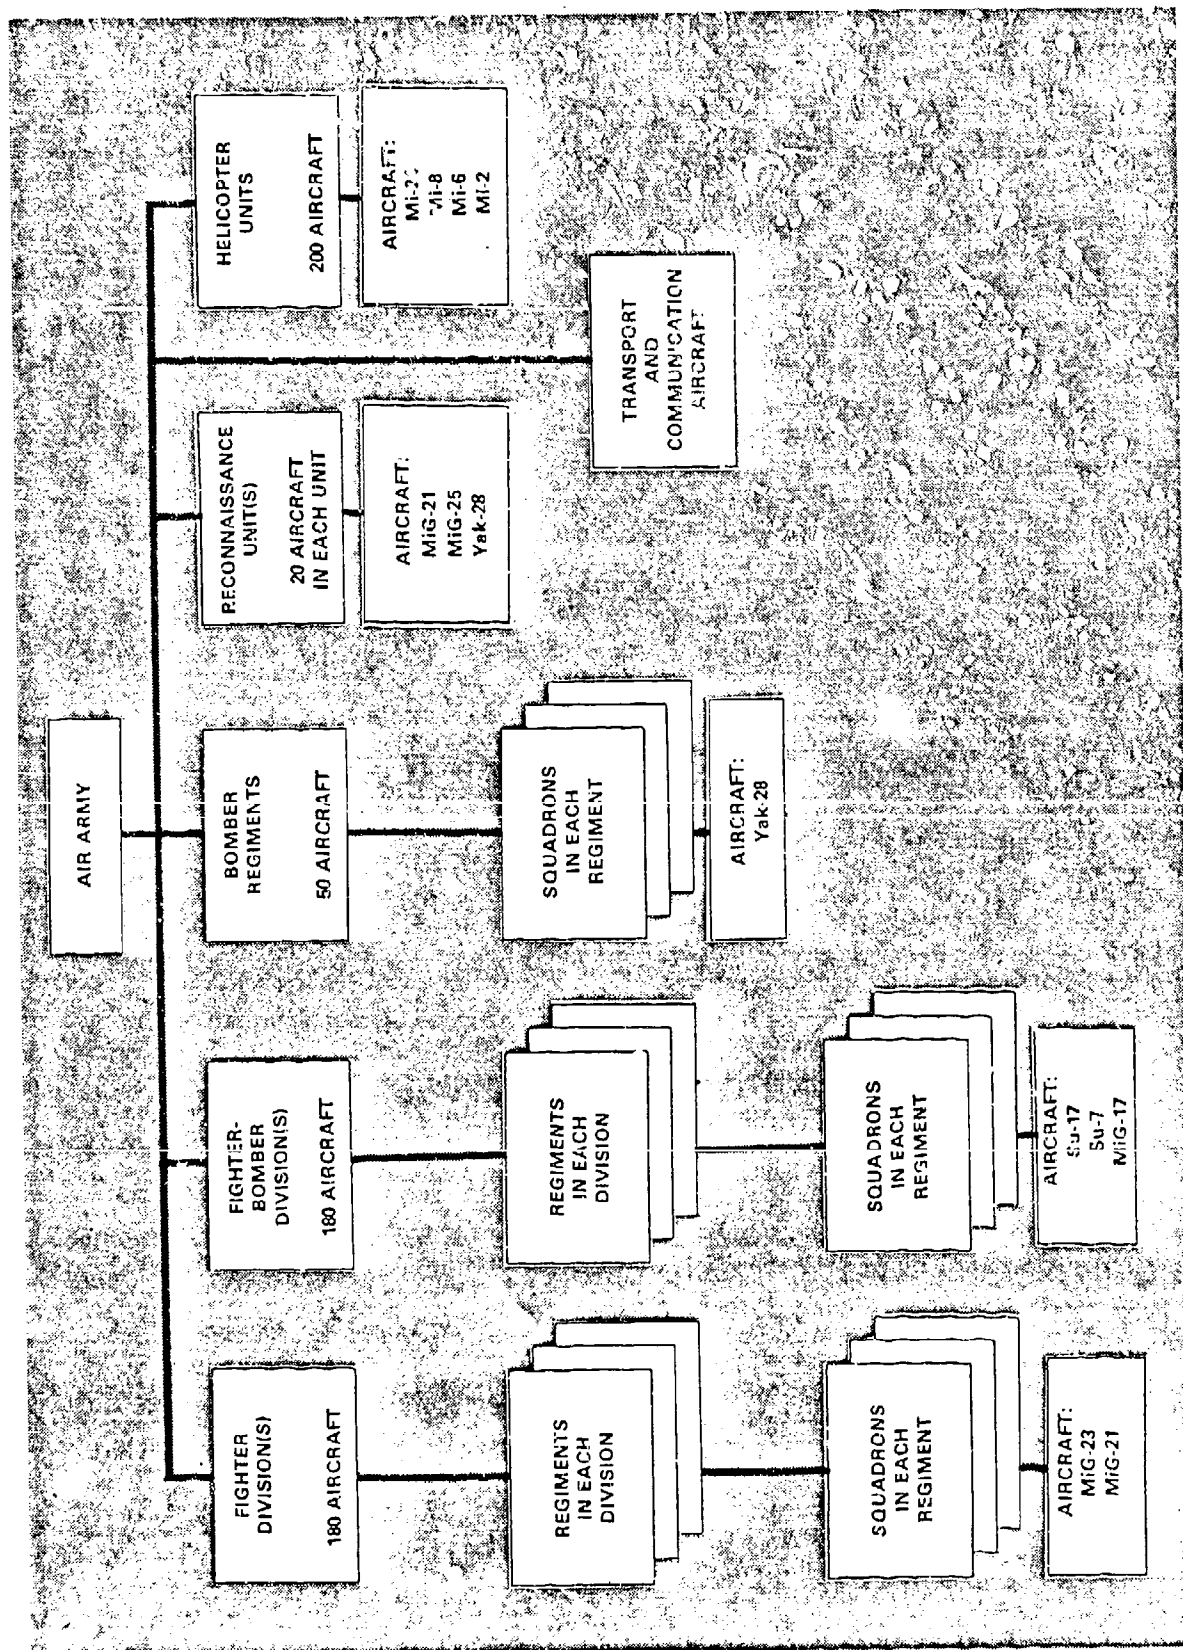 AIR ARMY
FIGHTER
DIVISION(S)
180 AIRCRAFT
REGIMENTS
IN EACH
DIVISION
SQUADRONS
IN EACH
REGIMENT
AIRCRAFT:
MiG-23
MiG-21
FIGHTER-
BOMBER
DIVISION(S)
180 AIRCRAFT
REGIMENTS
IN EACH
DIVISION
SQUADRONS
IN EACH
REGIMENT
AIRCRAFT:
Su-17
Su-7
MiG-17
BOMBER
REGIMENTS
50 AIRCRAFT
SQUADRONS
IN EACH
REGIMENT
AIRCRAFT:
Yak-28
RECONNAISSANCE
UNIT(S)
20 AIRCRAFT
IN EACH UNIT
AIRCRAFT:
MiG-21
MiG-25
Yak-28
TRANSPORT
AND
COMMUNICATION
AIRCRAFT
HELICOPTER
UNITS
200 AIRCRAFT
AIRCRAFT:
Mi-8
Mi-6
Mi-2